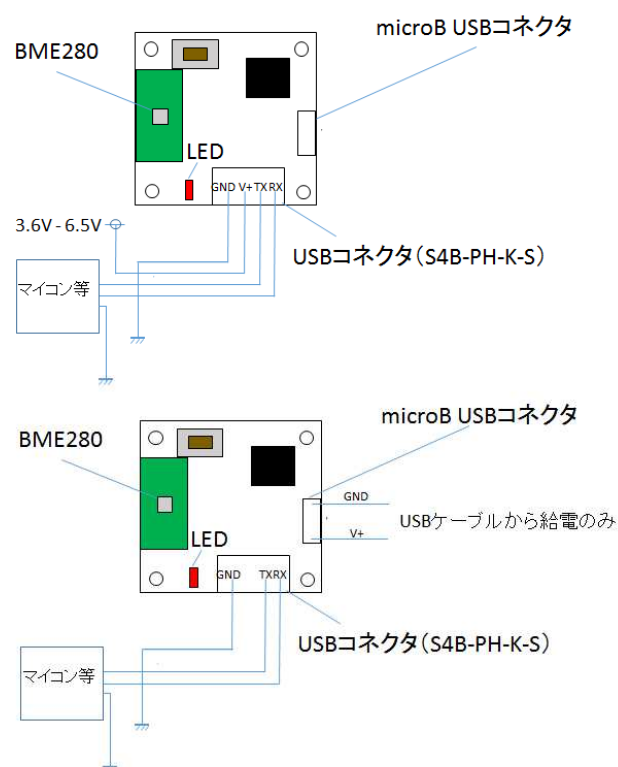 microB USBコネクタ
BME280
LED
GND V+ TX RX
3.6V - 6.5V
USBコネクタ(S4B-PH-K-S)
マイコン等
microB USBコネクタ
BME280
GND
USBケーブルから給電のみ
V+
LED
GND TX RX
USBコネクタ(S4B-PH-K-S)
マイコン等